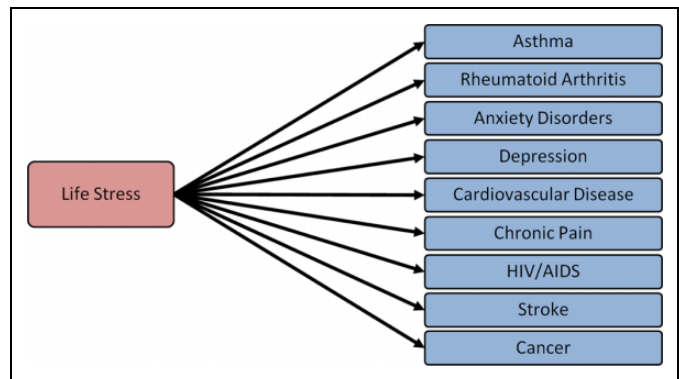 Asthma
Rheumatoid Arthritis
Anxiety Disorders
Depression
Life Stress
Cardiovascular Disease
Chronic Pain
HIV/AIDS
Stroke
Cancer